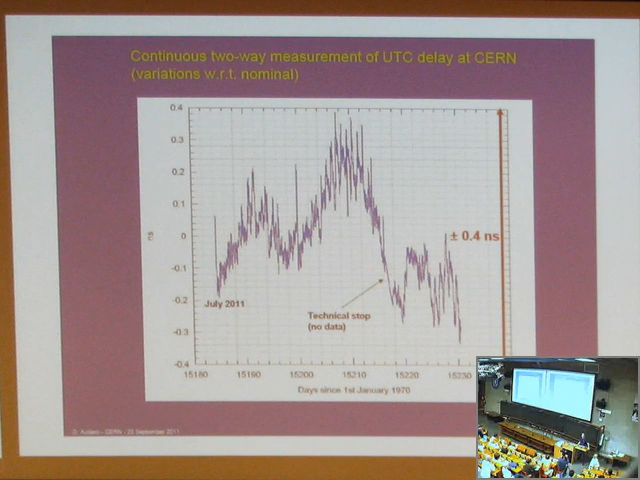 Continuous two-way measurement of UTC delay at CERN
(variations w.r.t. nominal)
0.4
0.3
0.2
0.1
0
-0.1
-0.2
-0.3
-0.4
ns
± 0.4 ns
July 2011
Technical stop
(no data)
15180 15190 15200 15210 15220 15230
Days since 1st January 1970
CERN - 23 September 2011